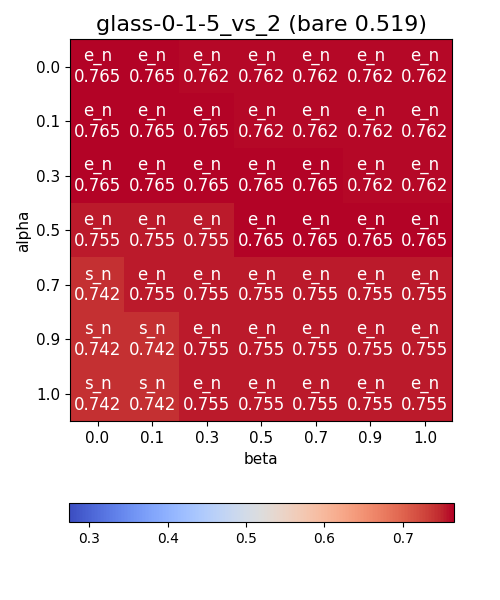 glass-0-1-5_vs_2 (bare 0.519)
e_n e_n e_n e_n e_n e_n e_n
0.0 0.765 0.765 0.762 0.762 0.762 0.762 0.762
e_n e_n e_n e_n e_n e_n e_n
0.1 0.765 0.765 0.765 0.762 0.762 0.762 0.762
e_n e_n e_n e_n e_n e_n e_n
0.3 0.765 0.765 0.765 0.765 0.765 0.762 0.762
alpha
e_n e_n e_n e_n e_n e_n e_n
0.5 0.755 0.755 0.755 0.765 0.765 0.765 0.765
s_n e_n e_n e_n e_n e_n e_n
0.7 0.742 0.755 0.755 0.755 0.755 0.755 0.755
s_n s_n e_n e_n e_n e_n e_n
0.9 0.742 0.742 0.755 0.755 0.755 0.755 0.755
s_n s_n e_n e_n e_n e_n e_n
1.0 0.742 0.742 0.755 0.755 0.755 0.755 0.755
0.0 0.1 0.3 0.5 0.7 0.9 1.0
beta
0.3 0.4 0.5 0.6 0.7